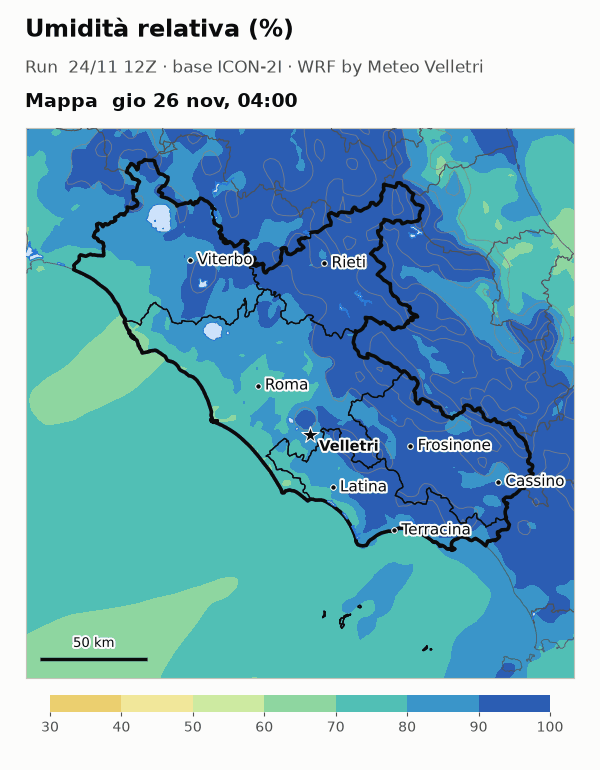 Umidità relativa (%)
Run  24/11 12Z · base ICON-2I · WRF by Meteo Velletri
Mappa  gio 26 nov, 04:00
Viterbo
Rieti
Roma
Velletri
Frosinone
Cassino
Latina
Terracina
50 km
30 40 50 60 70 80 90 100